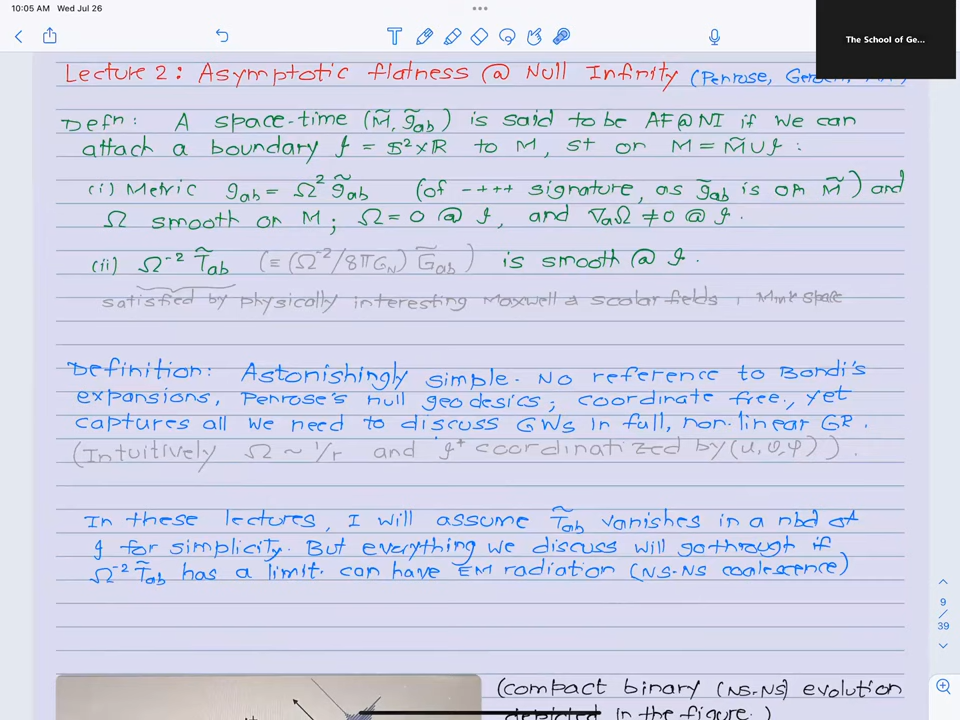 10:05 AM Wed Jul 26
The School of Ge...
Lecture 2: Asymptotic flatness @ Null Infinity (Penrose,
Defn: A space-time (M̃, g̃ab) is said to be AF@NI if we can
attach a boundary ℐ = 𝕊²×ℝ to M, st on M = M̃∪ℐ:
(i) Metric gab = Ω² g̃ab (of -+++ signature, as g̃ab is on M̃) and
Ω smooth on M; Ω=0 @ ℐ, and ∇aΩ ≠0 @ ℐ.
(ii) Ω⁻² T̃ab (≡(Ω⁻²/8πGN) G̃ab) is smooth @ ℐ.
satisfied by physically interesting Maxwell & scalar fields, Mink space
Definition: Astonishingly simple. No reference to Bondi's
expansions, Penrose's null geodesics; coordinate free, yet
captures all we need to discuss GWs in full, non-linear GR.
(Intuitively Ω ~ 1/r and ℐ⁺ coordinatized by (u,θ,φ)).
In these lectures, I will assume T̃ab vanishes in a nbd of
ℐ for simplicity. But everything we discuss will go through if
Ω⁻² T̃ab has a limit. can have EM radiation (NS-NS coalescence)
9
/
39
(compact binary (NS-NS) evolution
depicted in the figure.)